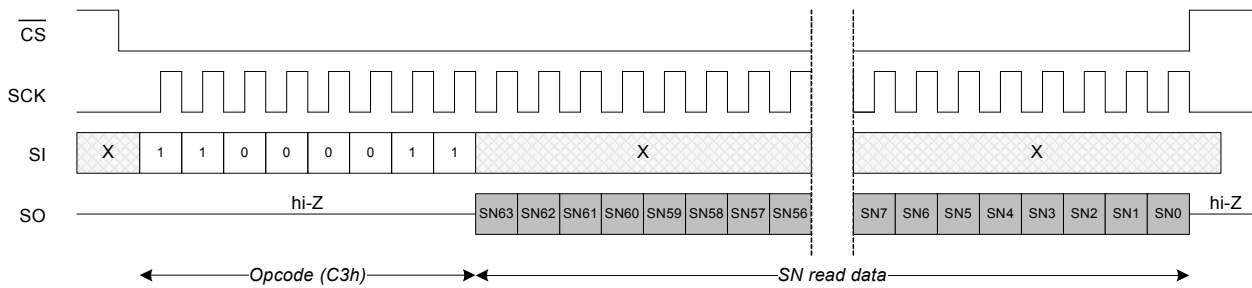 CS
SCK
SI X 1 1 0 0 0 0 1 1 X X
hi-Z hi-Z
SO SN63 SN62 SN61 SN60 SN59 SN58 SN57 SN56 SN7 SN6 SN5 SN4 SN3 SN2 SN1 SN0
Opcode (C3h) SN read data